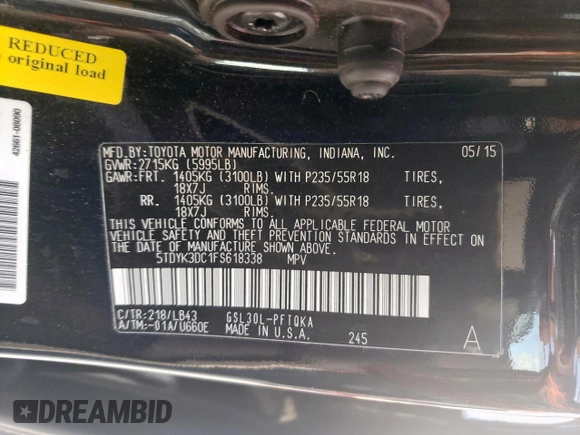 REDUCED
original load
42661-08090
MFD.BY:TOYOTA MOTOR MANUFACTURING, INDIANA, INC. 05/15
GVWR:2715KG (5995LB)
GAWR:FRT. 1405KG (3100LB) WITH P235/55R18 TIRES,
18X7J RIMS.
RR. 1405KG (3100LB) WITH P235/55R18 TIRES,
18X7J RIMS.
THIS VEHICLE CONFORMS TO ALL APPLICABLE FEDERAL MOTOR
VEHICLE SAFETY AND THEFT PREVENTION STANDARDS IN EFFECT ON
THE DATE OF MANUFACTURE SHOWN ABOVE.
5TDYK3DC1FS618338 MPV
C/TR:218/LB43 GSL30L-PFTQKA
A/TM:-01A/U660E MADE IN U.S.A. 245 A
DREAMBID